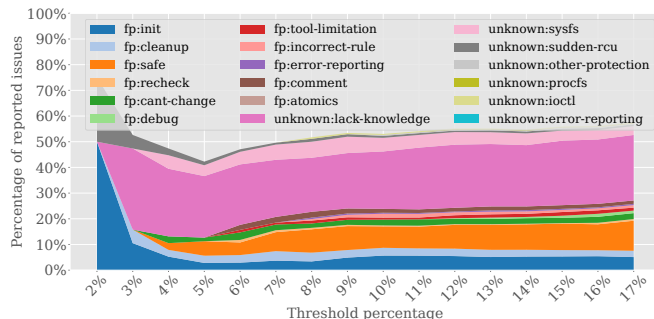 100%
90%
80%
70%
60%
50%
40%
30%
20%
10%
0%
Percentage of reported issues
fp:init
fp:cleanup
fp:safe
fp:recheck
fp:cant-change
fp:debug
fp:tool-limitation
fp:incorrect-rule
fp:error-reporting
fp:comment
fp:atomics
unknown:lack-knowledge
unknown:sysfs
unknown:sudden-rcu
unknown:other-protection
unknown:procfs
unknown:ioctl
unknown:error-reporting
2% 3% 4% 5% 6% 7% 8% 9% 10% 11% 12% 13% 14% 15% 16% 17%
Threshold percentage